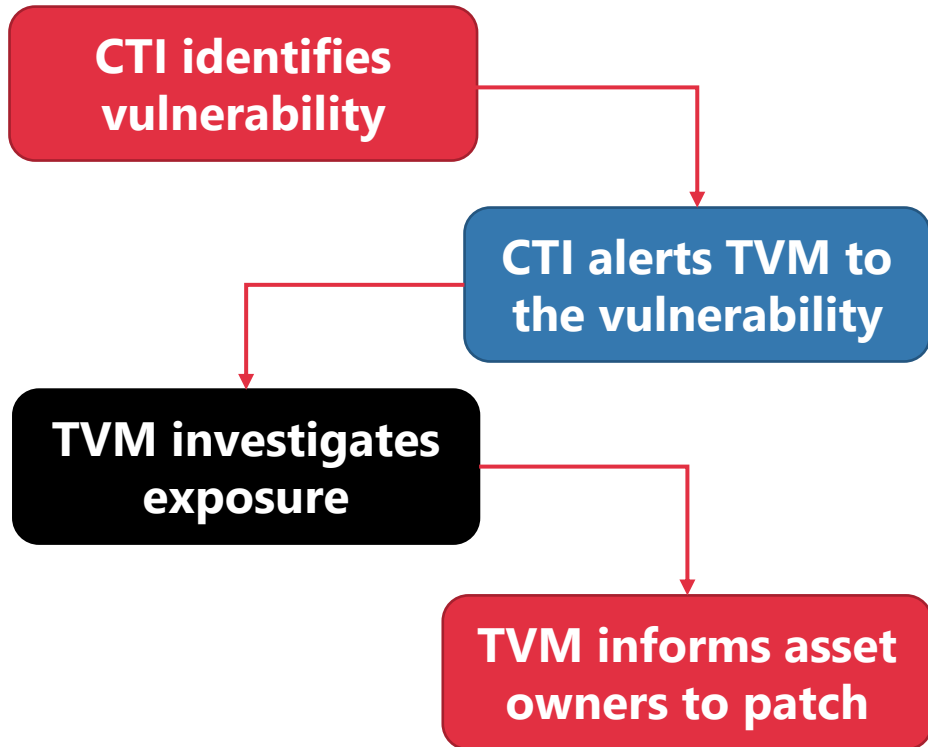 CTI identifies
vulnerability
CTI alerts TVM to
the vulnerability
TVM investigates
exposure
TVM informs asset
owners to patch